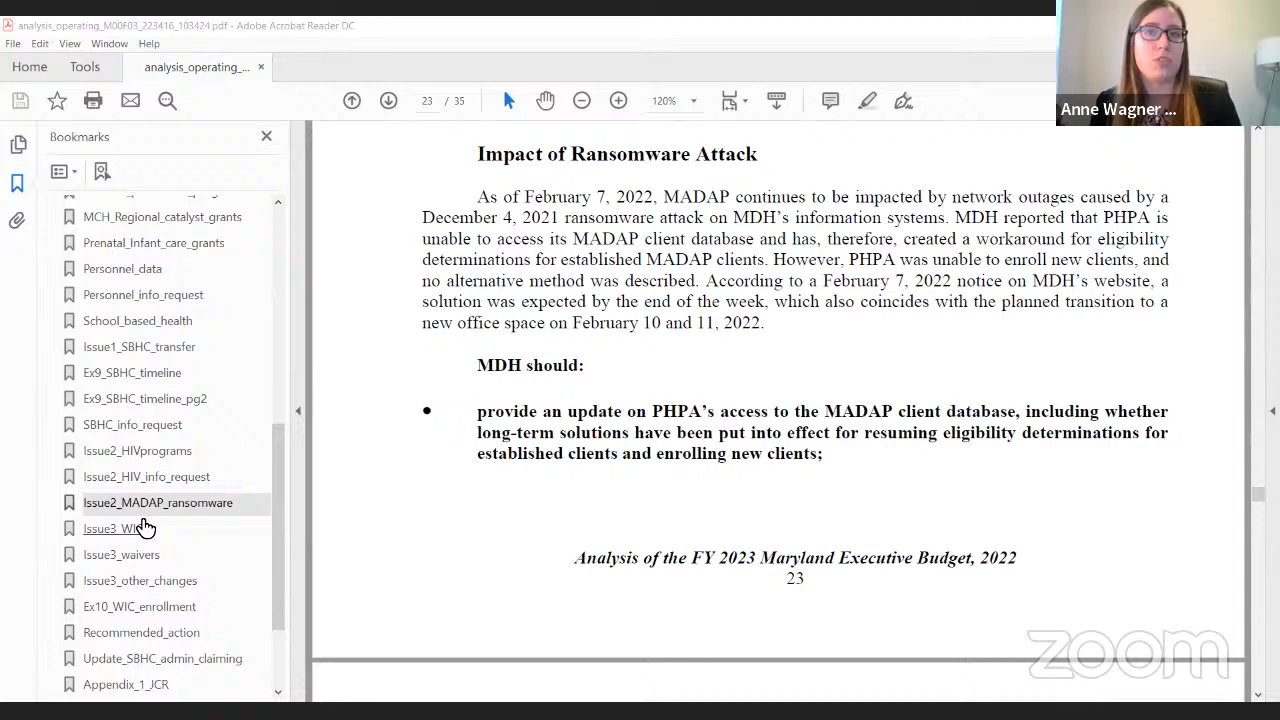 analysis_operating_M00F03_223416_103424.pdf - Adobe Acrobat Reader DC
File Edit View Window Help
Home Tools analysis_operating_... ×
23 / 35 120%
Anne Wagner ...
Bookmarks
MCH_Regional_catalyst_grants
Prenatal_Infant_care_grants
Personnel_data
Personnel_info_request
School_based_health
Issue1_SBHC_transfer
Ex9_SBHC_timeline
Ex9_SBHC_timeline_pg2
SBHC_info_request
Issue2_HIVprograms
Issue2_HIV_info_request
Issue2_MADAP_ransomware
Issue3_waivers
Issue3_other_changes
Ex10_WIC_enrollment
Recommended_action
Update_SBHC_admin_claiming
Appendix_1_JCR
Impact of Ransomware Attack
As of February 7, 2022, MADAP continues to be impacted by network outages caused by a
December 4, 2021 ransomware attack on MDH's information systems. MDH reported that PHPA is
unable to access its MADAP client database and has, therefore, created a workaround for eligibility
determinations for established MADAP clients. However, PHPA was unable to enroll new clients, and
no alternative method was described. According to a February 7, 2022 notice on MDH's website, a
solution was expected by the end of the week, which also coincides with the planned transition to a
new office space on February 10 and 11, 2022.
MDH should:
• provide an update on PHPA's access to the MADAP client database, including whether
long-term solutions have been put into effect for resuming eligibility determinations for
established clients and enrolling new clients;
Analysis of the FY 2023 Maryland Executive Budget, 2022
23
zoom